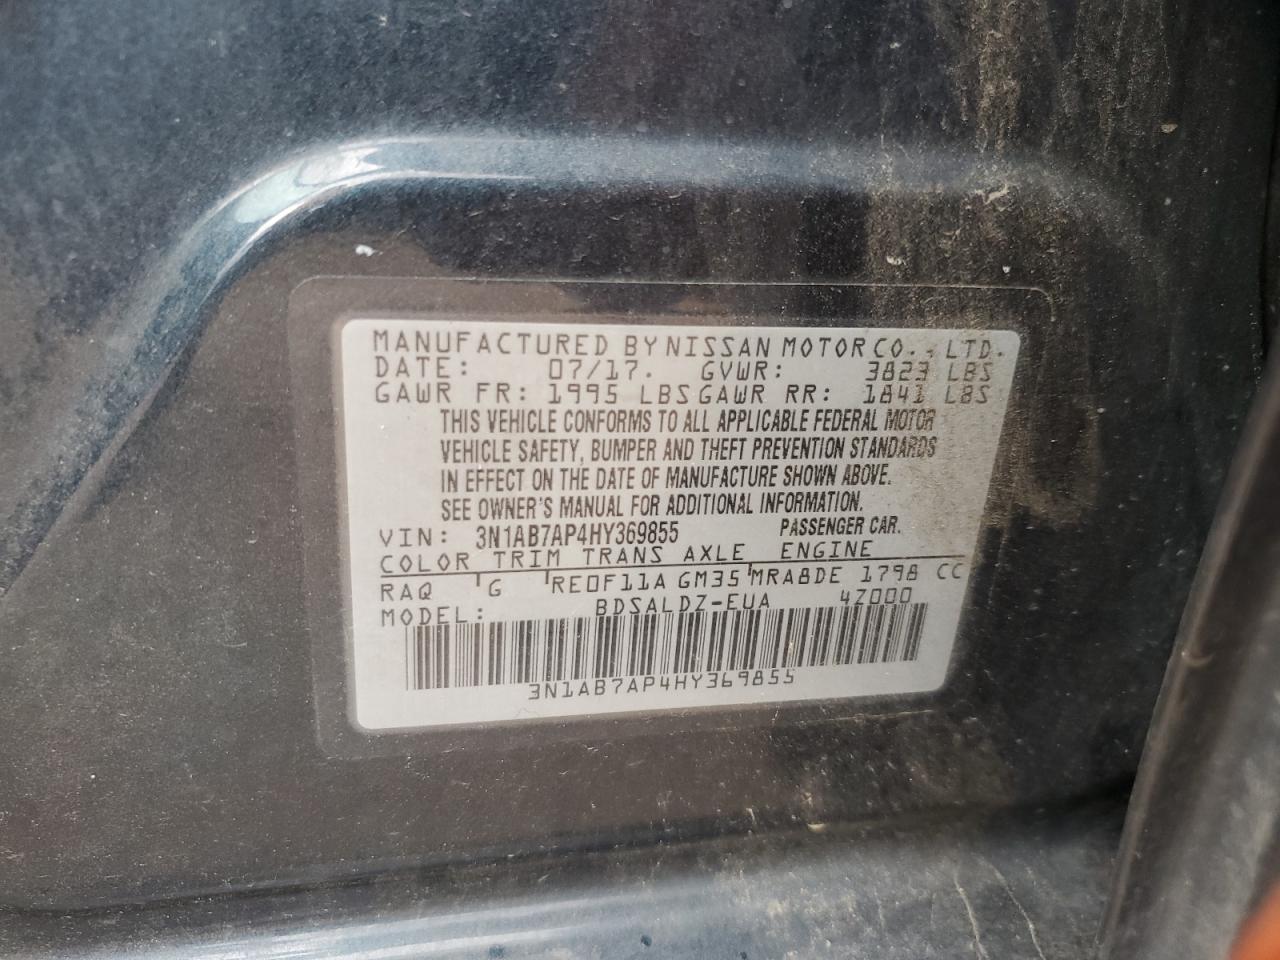 MANUFACTURED BY NISSAN MOTOR CO., LTD.
DATE: 07/17. GVWR: 3823 LBS
GAWR FR: 1995 LBS GAWR RR: 1841 LBS
THIS VEHICLE CONFORMS TO ALL APPLICABLE FEDERAL MOTOR
VEHICLE SAFETY, BUMPER AND THEFT PREVENTION STANDARDS
IN EFFECT ON THE DATE OF MANUFACTURE SHOWN ABOVE.
SEE OWNER'S MANUAL FOR ADDITIONAL INFORMATION.
VIN: 3N1AB7AP4HY369855 PASSENGER CAR.
COLOR TRIM TRANS AXLE ENGINE
RAQ G RE0F11A GM35 MRA8DE 1798 CC
MODEL: BDSALDZ-EUA 4Z000
3N1AB7AP4HY369855